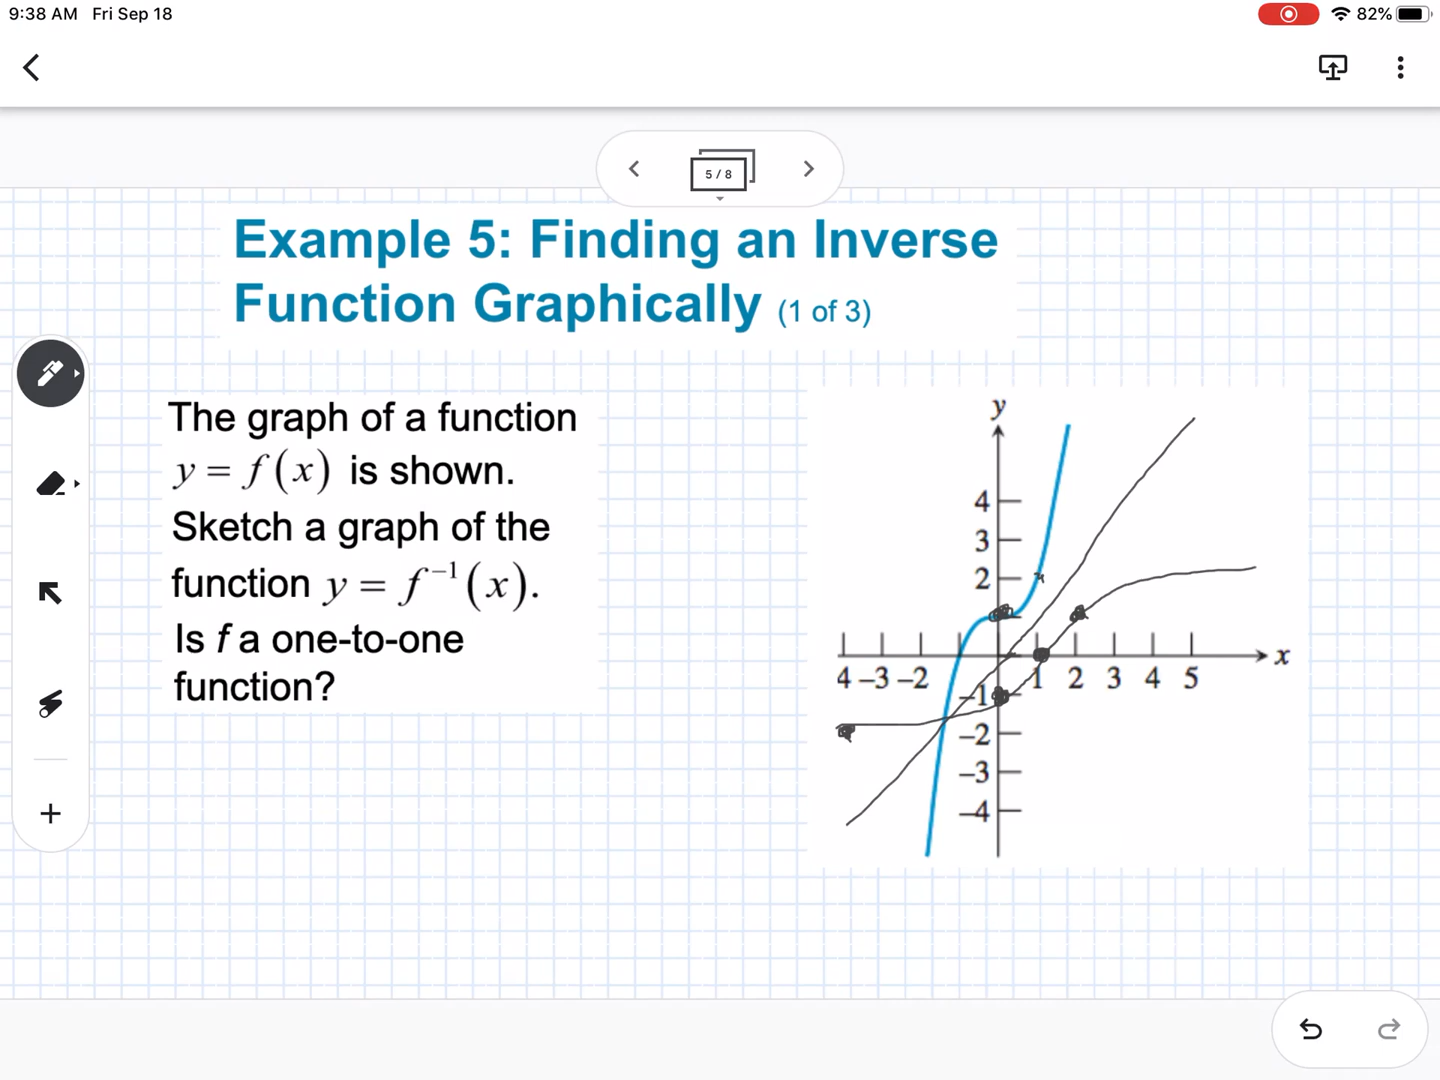 9:38 AM Fri Sep 18
82%
5 / 8
Example 5: Finding an Inverse
Function Graphically (1 of 3)
The graph of a function
y = f(x) is shown.
Sketch a graph of the
function y = f⁻¹(x).
Is f a one-to-one
function?
y
4
3
2
x
4 –3 –2 1 2 3 4 5
–1
–2
–3
–4